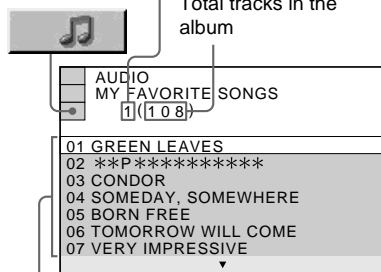 Total tracks in the
album
AUDIO
MY FAVORITE SONGS
1(108)
01 GREEN LEAVES
02 **P**********
03 CONDOR
04 SOMEDAY, SOMEWHERE
05 BORN FREE
06 TOMORROW WILL COME
07 VERY IMPRESSIVE